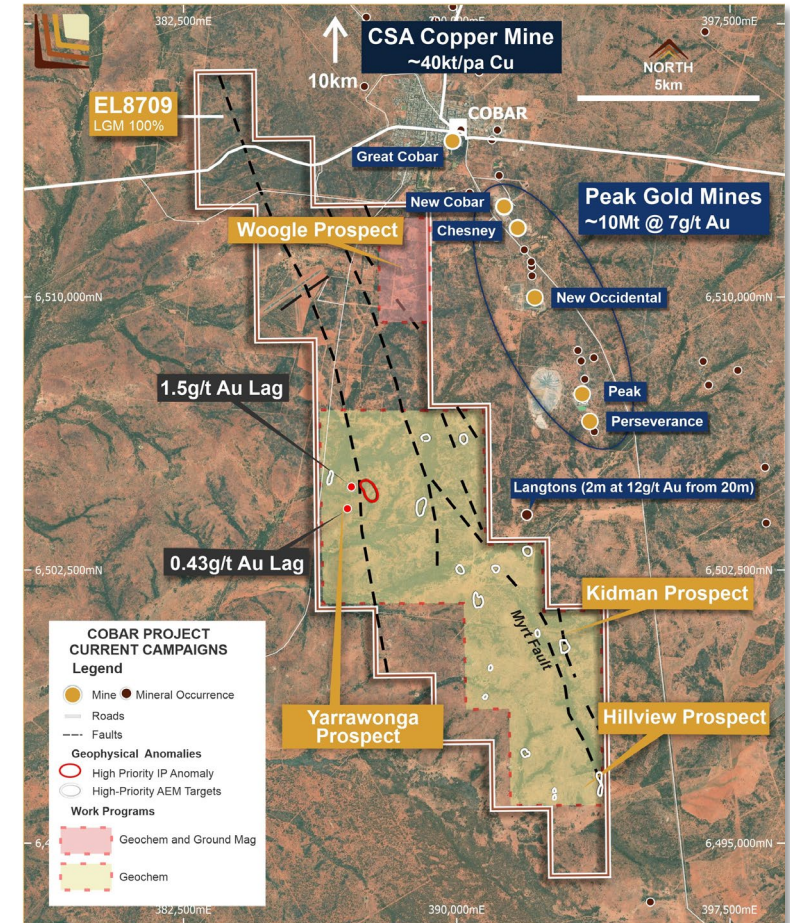 382,500mE
390,000mE
397,500mE
CSA Copper Mine
~40kt/pa Cu
10km
NORTH
5km
EL8709
LGM 100%
COBAR
Great Cobar
New Cobar
Chesney
Peak Gold Mines
~10Mt @ 7g/t Au
Woogle Prospect
6,510,000mN
New Occidental
6,510,000mN
1.5g/t Au Lag
Peak
Perseverance
Langtons (2m at 12g/t Au from 20m)
0.43g/t Au Lag
6,502,500mN
6,502,500mN
Kidman Prospect
Myrt Fault
Yarrawonga
Prospect
Hillview Prospect
COBAR PROJECT
CURRENT CAMPAIGNS
Legend
Mine
Mineral Occurrence
Roads
Faults
Geophysical Anomalies
High Priority IP Anomaly
High-Priority AEM Targets
Work Programs
Geochem and Ground Mag
Geochem
6,495,000mN
382,500mE
390,000mE
397,500mE